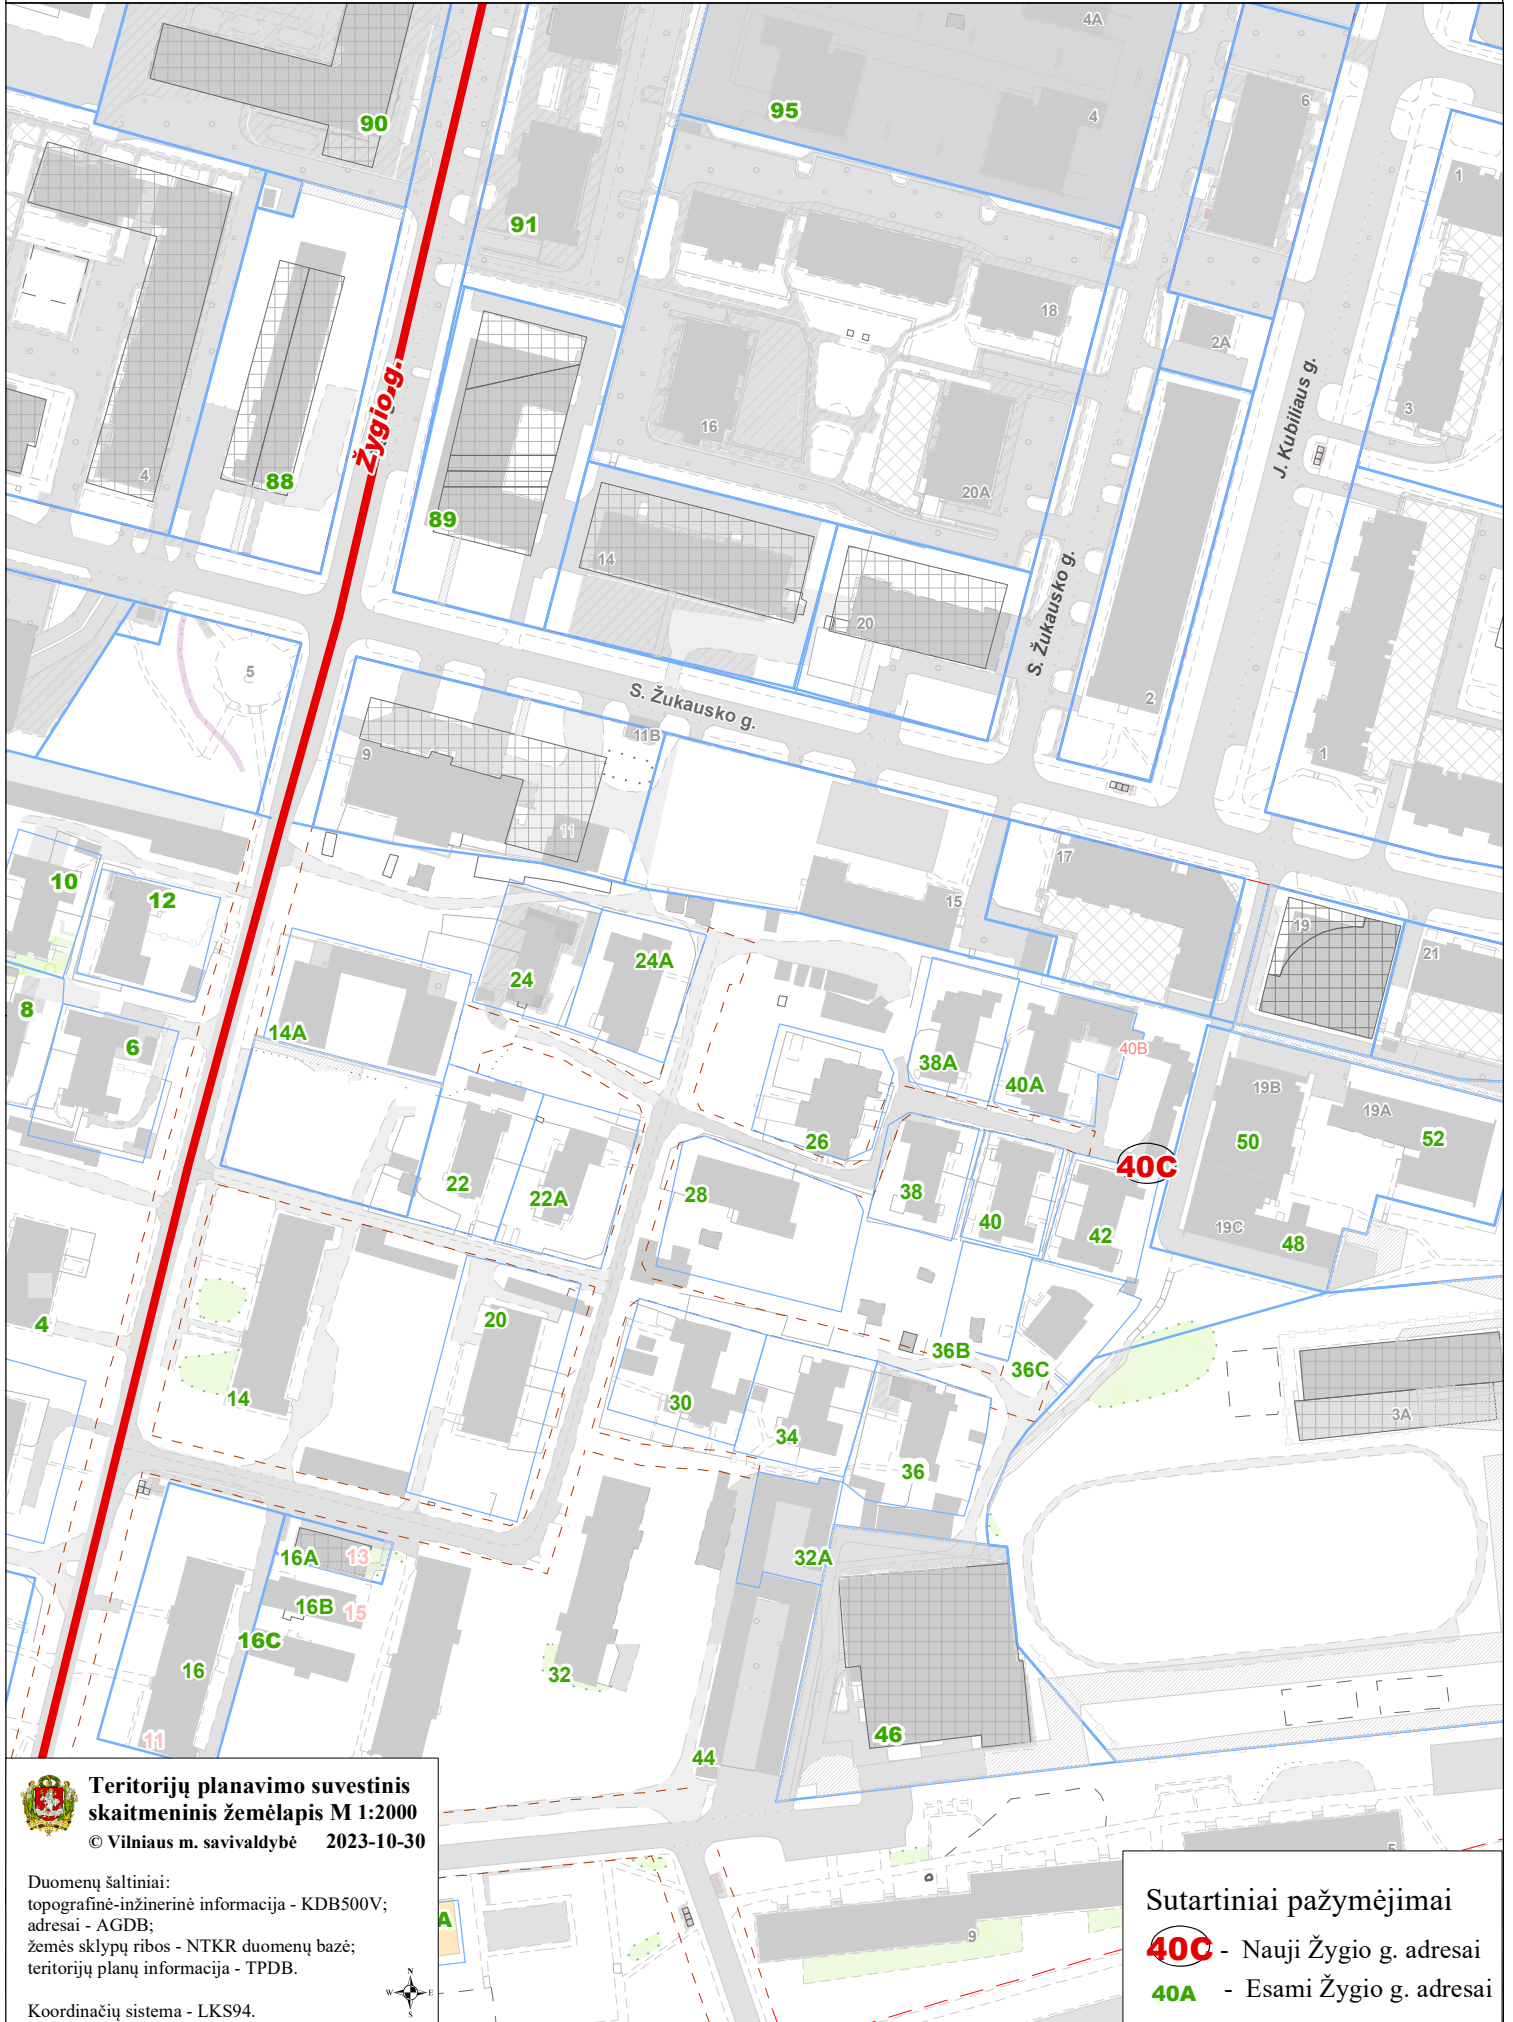 4A
90
95
4
6
1
91
18
2A
Žygio g.
16
3
J. Kubiliaus g.
88
4
89
20A
14
20
S. Žukausko g.
5
S. Žukausko g.
2
11B
9
1
11
17
10
12
15
19
21
24
24A
8
14A
6
38A
40A
40B
19B
19A
26
50
52
40C
22
22A
28
38
40
42
19C
48
4
20
36B
36C
14
30
34
36
3A
16A
13
32A
16B
15
16C
16
32
11
46
44
Teritorijų planavimo suvestinis
skaitmeninis žemėlapis M 1:2000
© Vilniaus m. savivaldybė 2023-10-30
Duomenų šaltiniai:
topografinė-inžinerinė informacija - KDB500V;
adresai - AGDB;
žemės sklypų ribos - NTKR duomenų bazė;
teritorijų planų informacija - TPDB.
Koordinačių sistema - LKS94.
N
W E
S
A
9
5
Sutartiniai pažymėjimai
40C - Nauji Žygio g. adresai
40A - Esami Žygio g. adresai